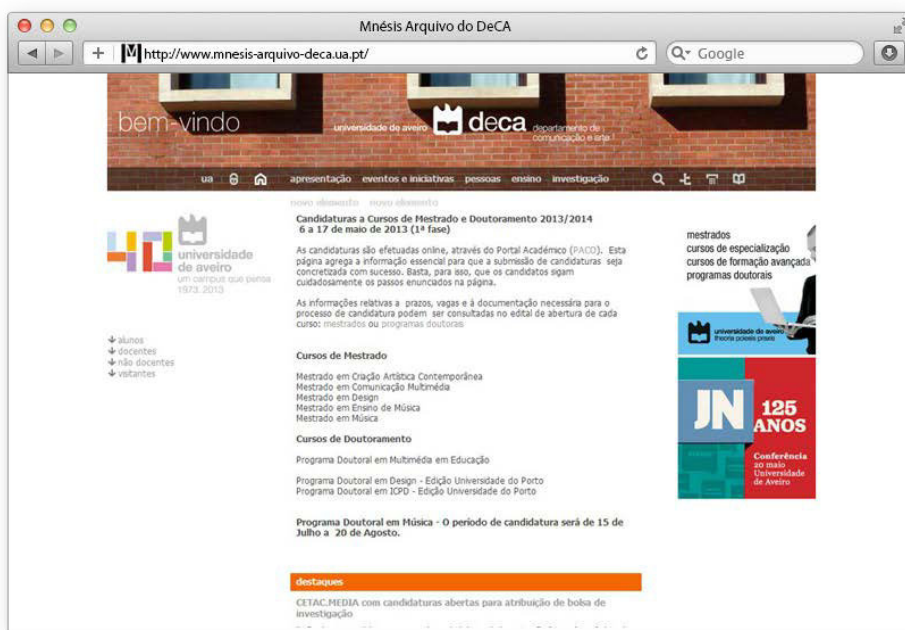 Mnésis Arquivo do DeCA
http://www.mnesis-arquivo-deca.ua.pt/
Google
bem-vindo
universidade de aveiro
deca
departamento de
comunicação e arte
ua
apresentação eventos e iniciativas pessoas ensino investigação
novo elemento novo elemento
40
universidade
de aveiro
um campus que pensa
1973.2013
alunos
docentes
não docentes
visitantes
Candidaturas a Cursos de Mestrado e Doutoramento 2013/2014
6 a 17 de maio de 2013 (1ª fase)
As candidaturas são efetuadas online, através do Portal Académico (PACO). Esta
página agrega a informação essencial para que a submissão de candidaturas seja
concretizada com sucesso. Basta, para isso, que os candidatos sigam
cuidadosamente os passos enunciados na página.
As informações relativas a prazos, vagas e à documentação necessária para o
processo de candidatura podem ser consultadas no edital de abertura de cada
curso: mestrados ou programas doutorais
Cursos de Mestrado
Mestrado em Criação Artística Contemporânea
Mestrado em Comunicação Multimédia
Mestrado em Design
Mestrado em Ensino de Música
Mestrado em Música
Cursos de Doutoramento
Programa Doutoral em Multimédia em Educação
Programa Doutoral em Design - Edição Universidade do Porto
Programa Doutoral em ICPD - Edição Universidade do Porto
Programa Doutoral em Música - O período de candidatura será de 15 de
Julho a 20 de Agosto.
destaques
CETAC.MEDIA com candidaturas abertas para atribuição de bolsa de
investigação
mestrados
cursos de especialização
cursos de formação avançada
programas doutorais
universidade de aveiro
theoria poiesis praxis
JN
125
ANOS
Conferência
20 maio
Universidade
de Aveiro